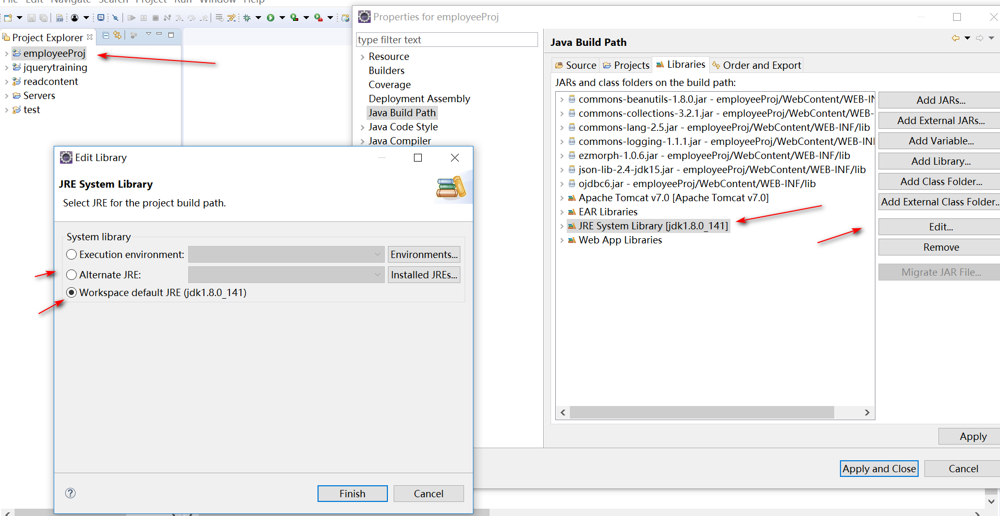 File Edit Navigate Search Project Run Window Help
Project Explorer
employeeProj
jquerytraining
readcontent
Servers
test
Properties for employeeProj
type filter text
Resource
Builders
Coverage
Deployment Assembly
Java Build Path
Java Code Style
Java Compiler
Java Build Path
Source
Projects
Libraries
Order and Export
JARs and class folders on the build path:
commons-beanutils-1.8.0.jar - employeeProj/WebContent/WEB-IN
commons-collections-3.2.1.jar - employeeProj/WebContent/WEB-
commons-lang-2.5.jar - employeeProj/WebContent/WEB-INF/lib
commons-logging-1.1.1.jar - employeeProj/WebContent/WEB-INI
ezmorph-1.0.6.jar - employeeProj/WebContent/WEB-INF/lib
json-lib-2.4-jdk15.jar - employeeProj/WebContent/WEB-INF/lib
ojdbc6.jar - employeeProj/WebContent/WEB-INF/lib
Apache Tomcat v7.0 [Apache Tomcat v7.0]
EAR Libraries
JRE System Library [jdk1.8.0_141]
Web App Libraries
Add JARs...
Add External JARs...
Add Variable...
Add Library...
Add Class Folder...
Add External Class Folder..
Edit...
Remove
Migrate JAR File...
Apply
Apply and Close
Cancel
Edit Library
JRE System Library
Select JRE for the project build path.
System library
Execution environment:
Environments...
Alternate JRE:
Installed JREs...
Workspace default JRE (jdk1.8.0_141)
Finish
Cancel